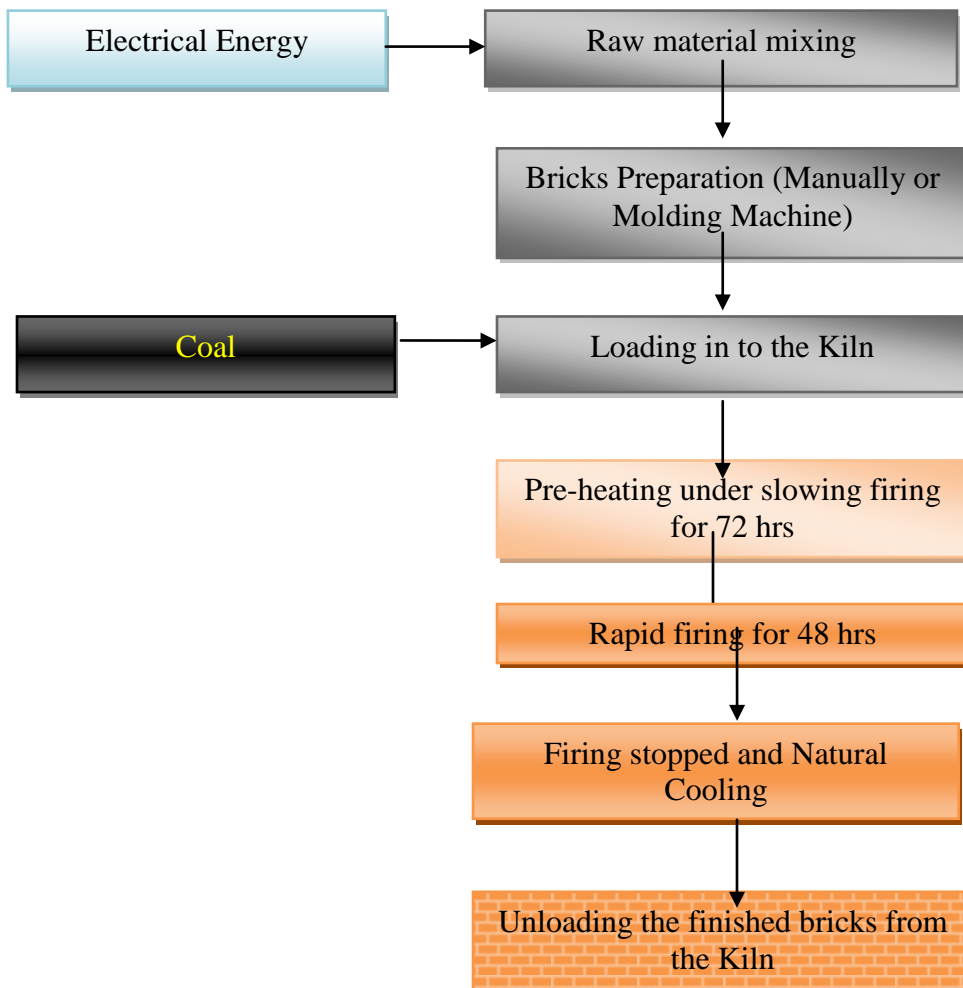 Electrical Energy
Raw material mixing
Bricks Preparation (Manually or
Molding Machine)
Coal
Loading in to the Kiln
Pre-heating under slowing firing
for 72 hrs
Rapid firing for 48 hrs
Firing stopped and Natural
Cooling
Unloading the finished bricks from
the Kiln